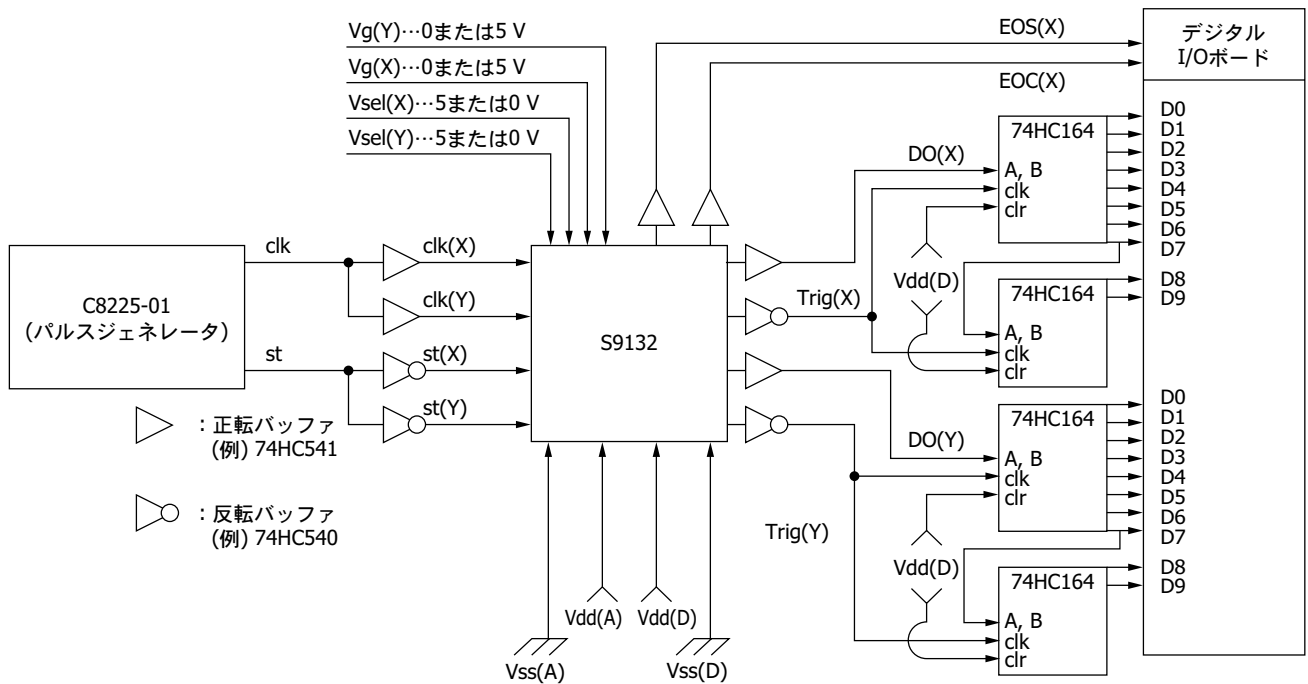 Vg(Y)…0または5 V
Vg(X)…0または5 V
Vsel(X)…5または0 V
Vsel(Y)…5または0 V
EOS(X)
EOC(X)
デジタル
I/Oボード
C8225-01
(パルスジェネレータ)
clk
st
clk(X)
clk(Y)
st(X)
st(Y)
S9132
DO(X)
Trig(X)
DO(Y)
Trig(Y)
74HC164
A, B
clk
clr
Vdd(D)
74HC164
A, B
clk
clr
D0
D1
D2
D3
D4
D5
D6
D7
D8
D9
74HC164
A, B
clk
clr
Vdd(D)
74HC164
A, B
clk
clr
D0
D1
D2
D3
D4
D5
D6
D7
D8
D9
：正転バッファ
(例) 74HC541
：反転バッファ
(例) 74HC540
Vss(A)
Vdd(A)
Vdd(D)
Vss(D)